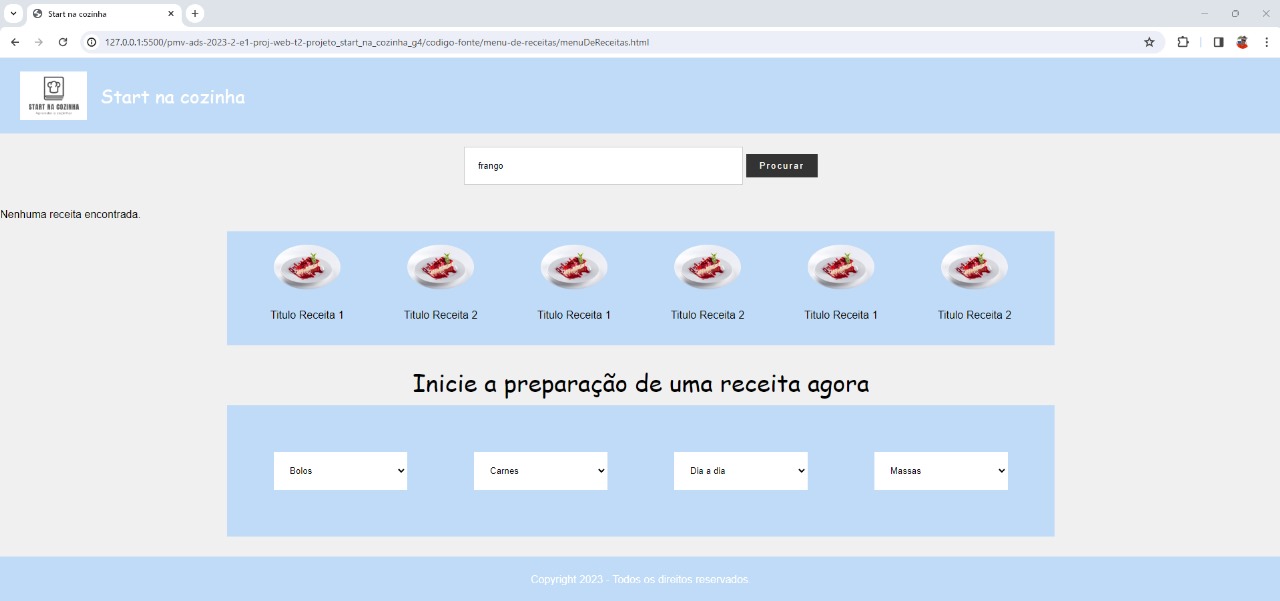 Start na cozinha
127.0.0.1:5500/pmv-ads-2023-2-e1-proj-web-t2-projeto_start_na_cozinha_g4/codigo-fonte/menu-de-receitas/menuDeReceitas.html
START NA COZINHA
Start na cozinha
frango
Procurar
Nenhuma receita encontrada.
Titulo Receita 1
Titulo Receita 2
Titulo Receita 1
Titulo Receita 2
Titulo Receita 1
Titulo Receita 2
Inicie a preparação de uma receita agora
Bolos
Carnes
Dia a dia
Massas
Copyright 2023 - Todos os direitos reservados.